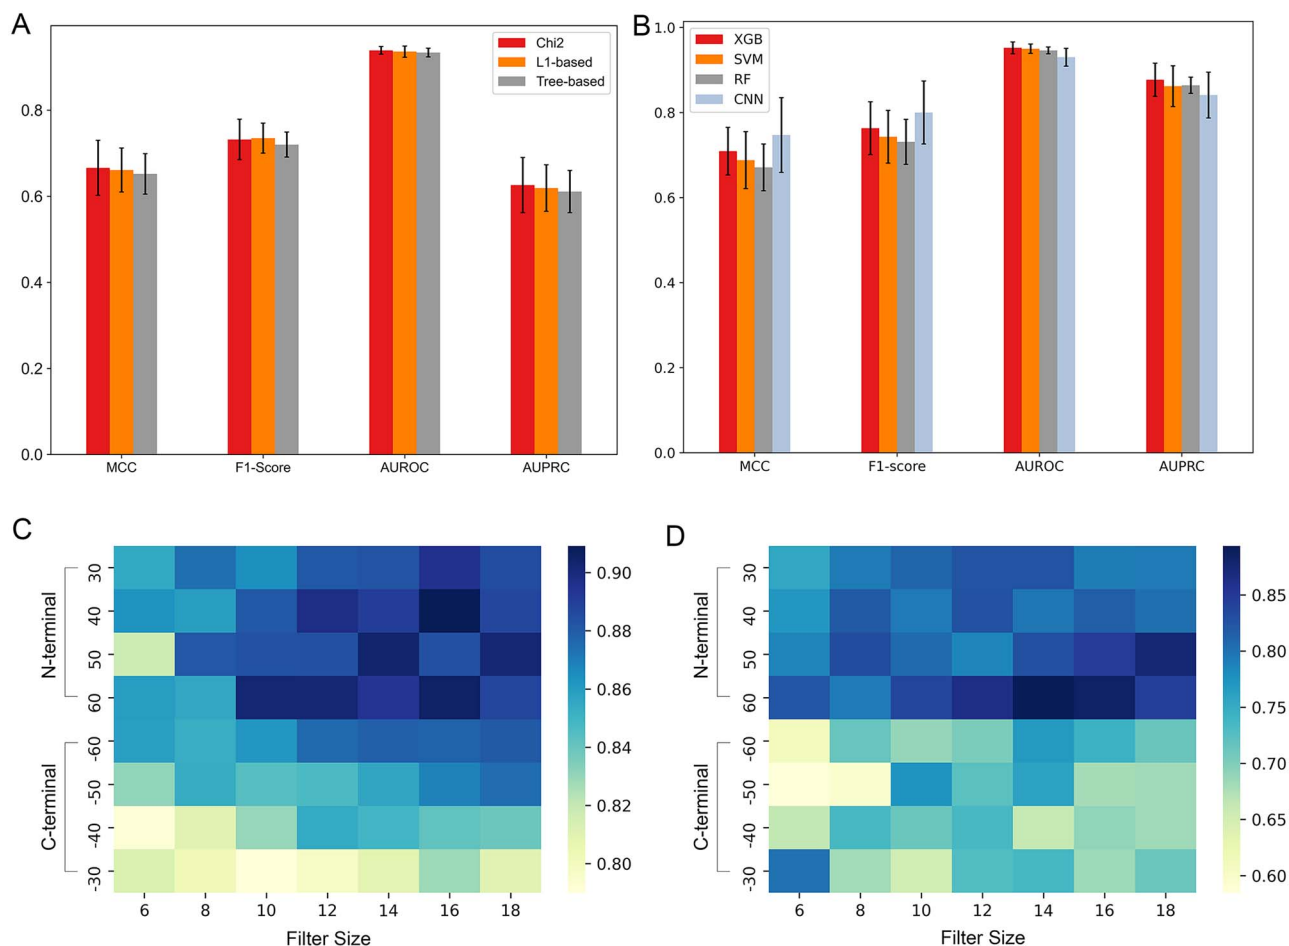 A
Chi2
L1-based
Tree-based
0.8
0.6
0.4
0.2
0.0
MCC
F1-Score
AUROC
AUPRC
B
XGB
SVM
RF
CNN
1.0
0.8
0.6
0.4
0.2
0.0
MCC
F1-score
AUROC
AUPRC
C
N-terminal
C-terminal
30
40
50
60
-60
-50
-40
-30
6 8 10 12 14 16 18
Filter Size
0.90
0.88
0.86
0.84
0.82
0.80
D
N-terminal
C-terminal
30
40
50
60
-60
-50
-40
-30
6 8 10 12 14 16 18
Filter Size
0.85
0.80
0.75
0.70
0.65
0.60